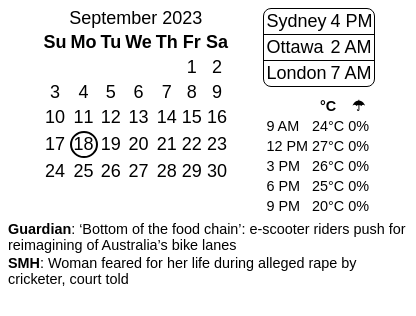 September 2023
Su Mo Tu We Th Fr Sa
1 2
3 4 5 6 7 8 9
10 11 12 13 14 15 16
17 18 19 20 21 22 23
24 25 26 27 28 29 30
Sydney 4 PM
Ottawa 2 AM
London 7 AM
°C ☂
9 AM 24°C 0%
12 PM 27°C 0%
3 PM 26°C 0%
6 PM 25°C 0%
9 PM 20°C 0%
Guardian: ‘Bottom of the food chain’: e-scooter riders push for
reimagining of Australia’s bike lanes
SMH: Woman feared for her life during alleged rape by
cricketer, court told